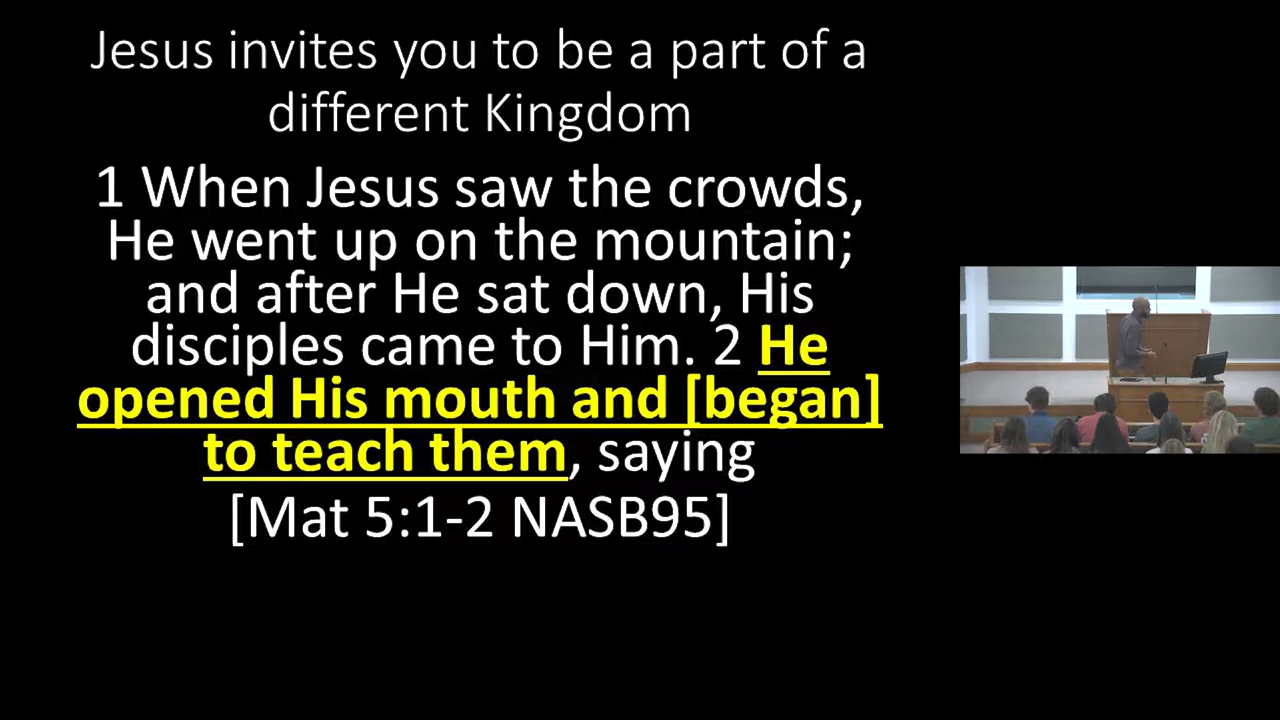 Jesus invites you to be a part of a
different Kingdom
1 When Jesus saw the crowds,
He went up on the mountain;
and after He sat down, His
disciples came to Him. 2 He
opened His mouth and [began]
to teach them, saying
[Mat 5:1-2 NASB95]